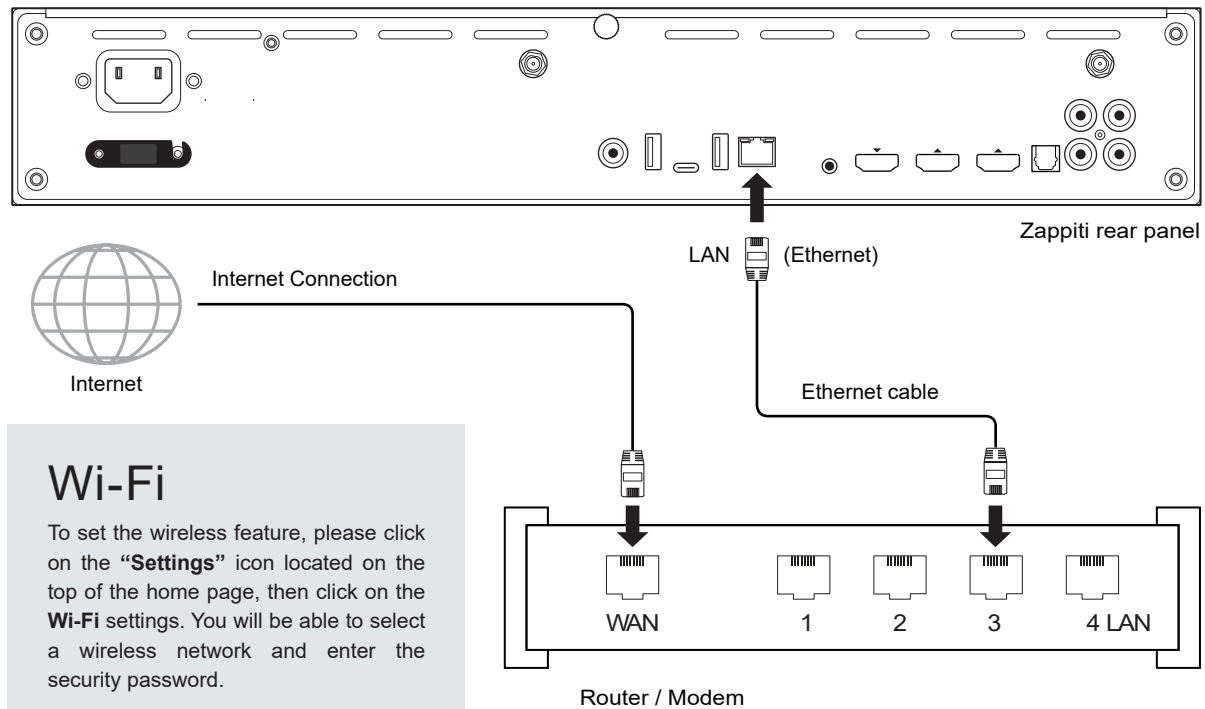 Zappiti rear panel
LAN (Ethernet)
Internet Connection
Internet
Ethernet cable
Wi-Fi
To set the wireless feature, please click
on the “Settings” icon located on the
top of the home page, then click on the
Wi-Fi settings. You will be able to select
a wireless network and enter the
security password.
WAN 1 2 3 4 LAN
Router / Modem